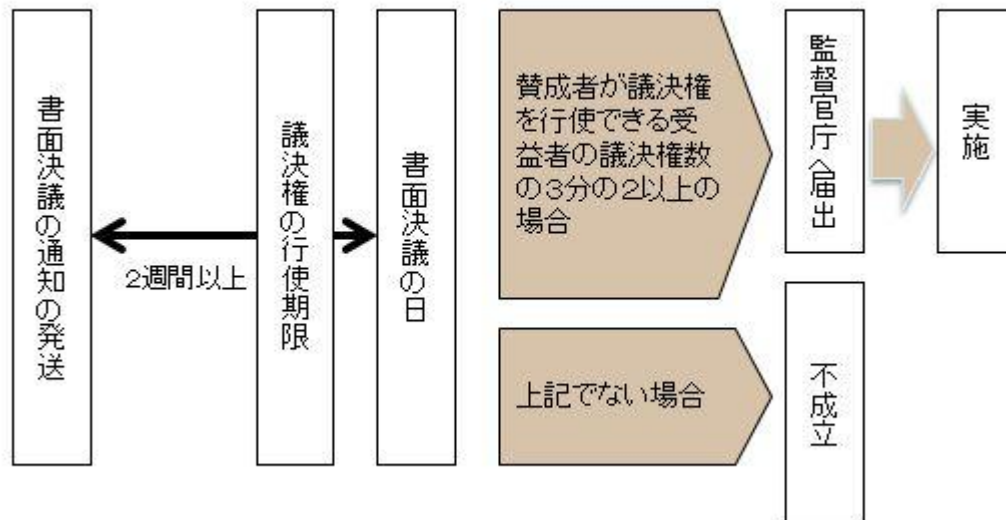 書面決議の通知の発送
2週間以上
議決権の行使期限
書面決議の日
賛成者が議決権
を行使できる受
益者の議決権数
の3分の2以上の
場合
監督官庁へ届出
実施
上記でない場合
不成立